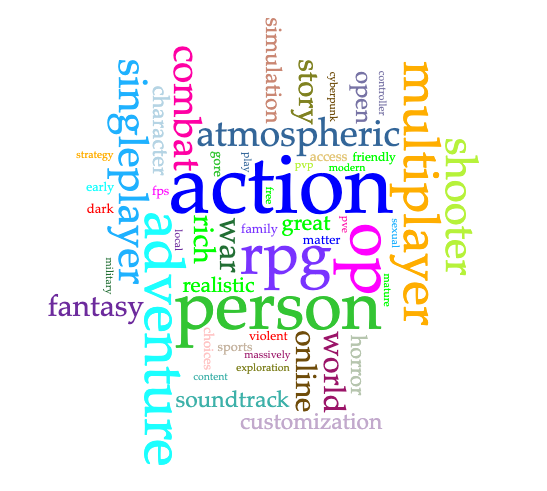 simulation
combat
singleplayer
character
story
cyberpunk
open
controller
multiplayer
shooter
atmospheric
strategy
gore
play
access
friendly
pvp
modern
early
fps
action
free
dark
adventure
local
rich
war
family
great
matter
pve
op
sexual
rpg
military
realistic
mature
fantasy
person
choices
sports
violent
massively
exploration
content
online
world
horror
soundtrack
customization